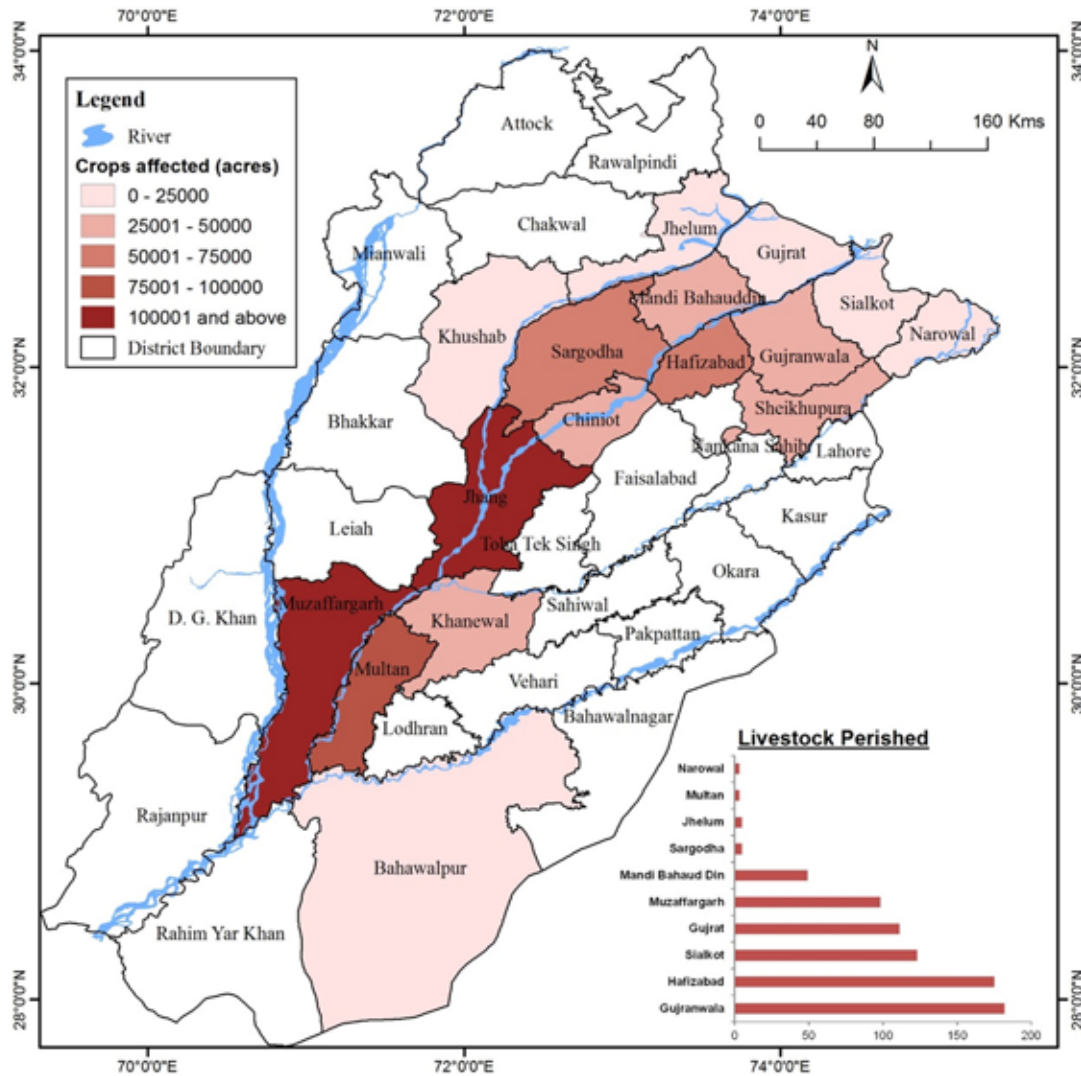 70°0'0"E 72°0'0"E 74°0'0"E
34°0'0"N
34°0'0"N
N
0 40 80 160 Kms
Legend
River
Crops affected (acres)
0 - 25000
25001 - 50000
50001 - 75000
75001 - 100000
100001 and above
District Boundary
Attock
Rawalpindi
Chakwal
Jhelum
Mianwali
Gujrat
Mandi Bahauddin
Sialkot
Khushab
Narowal
Sargodha
Hafizabad
Gujranwala
32°0'0"N
32°0'0"N
Bhakkar
Chiniot
Sheikhupura
Nankana Sahib
Lahore
Faisalabad
Jhang
Kasur
Leiah
Toba Tek Singh
Okara
Muzaffargarh
Sahiwal
D. G. Khan
Khanewal
Pakpattan
Multan
Vehari
30°0'0"N
30°0'0"N
Lodhran
Bahawalnagar
Rajanpur
Bahawalpur
Rahim Yar Khan
Livestock Perished
Narowal
Multan
Jhelum
Sargodha
Mandi Bahaud Din
Muzaffargarh
Gujrat
Sialkot
Hafizabad
Gujranwala
0 50 100 150 200
28°0'0"N
28°0'0"N
70°0'0"E 72°0'0"E 74°0'0"E